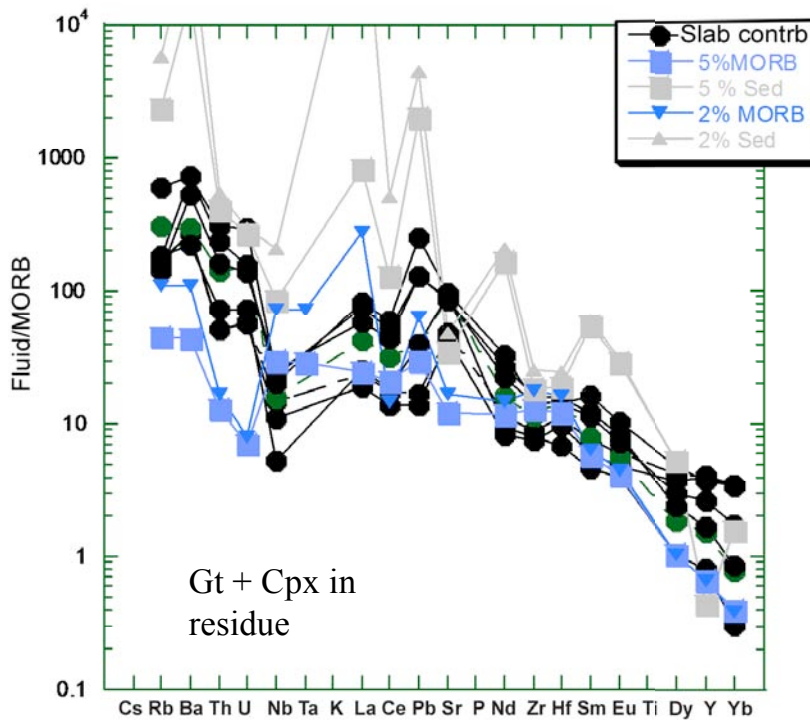 10⁴
1000
100
10
1
0.1
Fluid/MORB
Slab contrb
5%MORB
5 % Sed
2% MORB
2% Sed
Gt + Cpx in
residue
Cs Rb Ba Th U Nb Ta K La Ce Pb Sr P Nd Zr Hf Sm Eu Ti Dy Y Yb